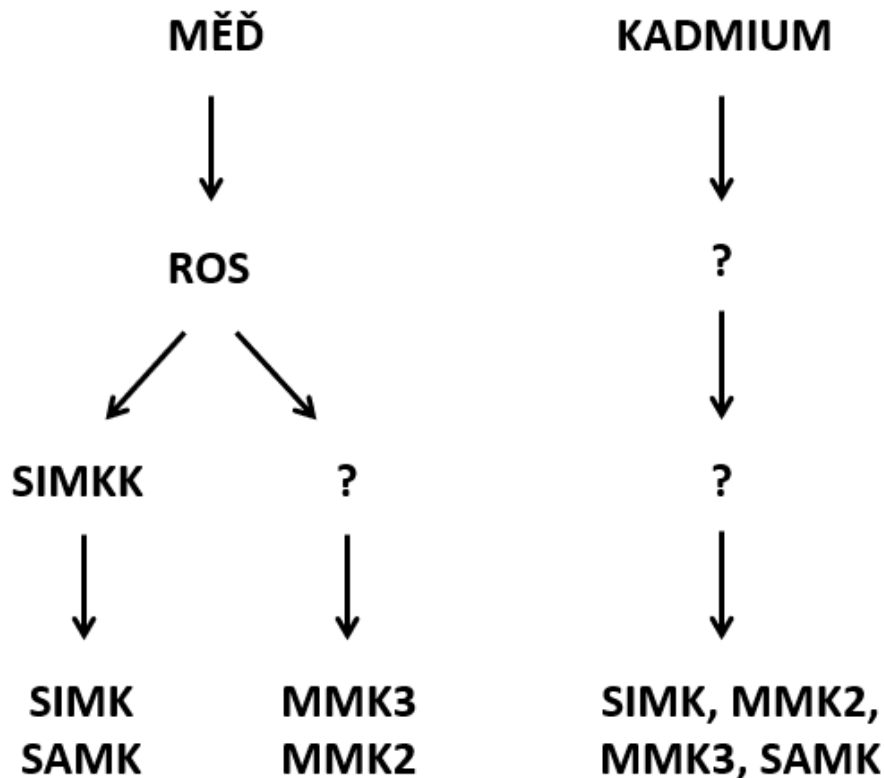 MĚĎ
KADMIUM
ROS
?
SIMKK
?
?
SIMK
SAMK
MMK3
MMK2
SIMK, MMK2,
MMK3, SAMK